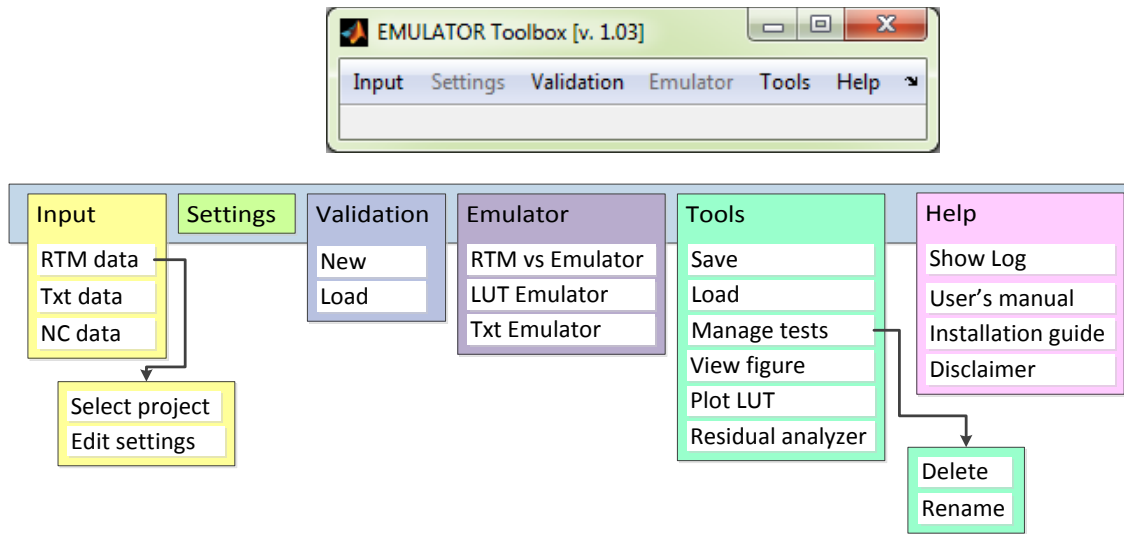 EMULATOR Toolbox [v. 1.03]
Input Settings Validation Emulator Tools Help
Input
RTM data
Txt data
NC data
Select project
Edit settings
Settings
Validation
New
Load
Emulator
RTM vs Emulator
LUT Emulator
Txt Emulator
Tools
Save
Load
Manage tests
View figure
Plot LUT
Residual analyzer
Delete
Rename
Help
Show Log
User’s manual
Installation guide
Disclaimer